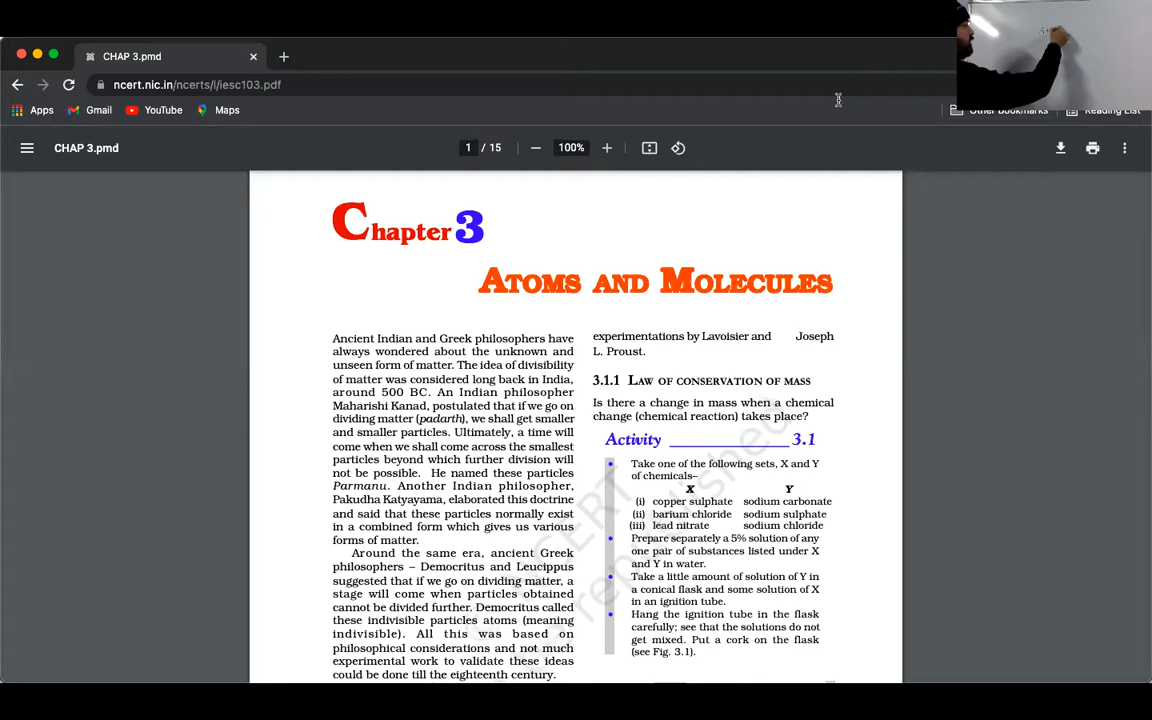 CHAP 3.pmd
ncert.nic.in/ncerts/l/iesc103.pdf
Apps Gmail YouTube Maps Other Bookmarks Reading List
CHAP 3.pmd 1 / 15 100%
Chapter 3
ATOMS AND MOLECULES
Ancient Indian and Greek philosophers have
always wondered about the unknown and
unseen form of matter. The idea of divisibility
of matter was considered long back in India,
around 500 BC. An Indian philosopher
Maharishi Kanad, postulated that if we go on
dividing matter (padarth), we shall get smaller
and smaller particles. Ultimately, a time will
come when we shall come across the smallest
particles beyond which further division will
not be possible. He named these particles
Parmanu. Another Indian philosopher,
Pakudha Katyayama, elaborated this doctrine
and said that these particles normally exist
in a combined form which gives us various
forms of matter.
Around the same era, ancient Greek
philosophers – Democritus and Leucippus
suggested that if we go on dividing matter, a
stage will come when particles obtained
cannot be divided further. Democritus called
these indivisible particles atoms (meaning
indivisible). All this was based on
philosophical considerations and not much
experimental work to validate these ideas
could be done till the eighteenth century.
experimentations by Lavoisier and Joseph
L. Proust.
3.1.1 LAW OF CONSERVATION OF MASS
Is there a change in mass when a chemical
change (chemical reaction) takes place?
Activity ______________ 3.1
• Take one of the following sets, X and Y
of chemicals–
X Y
(i) copper sulphate sodium carbonate
(ii) barium chloride sodium sulphate
(iii) lead nitrate sodium chloride
• Prepare separately a 5% solution of any
one pair of substances listed under X
and Y in water.
• Take a little amount of solution of Y in
a conical flask and some solution of X
in an ignition tube.
• Hang the ignition tube in the flask
carefully; see that the solutions do not
get mixed. Put a cork on the flask
(see Fig. 3.1).